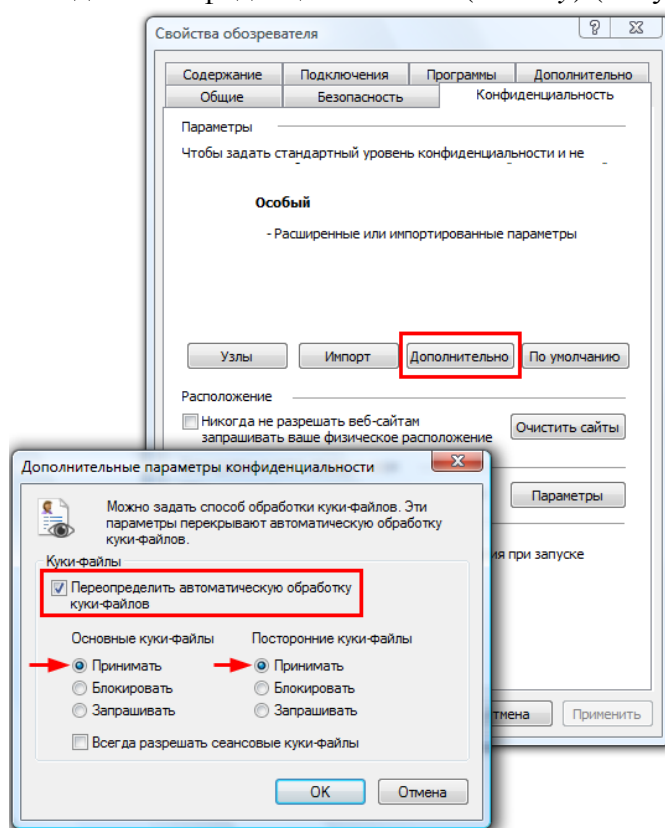 Свойства обозревателя
Содержание Подключения Программы Дополнительно
Общие Безопасность Конфиденциальность
Параметры
Чтобы задать стандартный уровень конфиденциальности и не
Особый
- Расширенные или импортированные параметры
Узлы Импорт Дополнительно По умолчанию
Расположение
Никогда не разрешать веб-сайтам
запрашивать ваше физическое расположение
Очистить сайты
Параметры
при запуске
Применить
Дополнительные параметры конфиденциальности
Можно задать способ обработки куки-файлов. Эти
параметры перекрывают автоматическую обработку
куки-файлов.
Куки-файлы
Переопределить автоматическую обработку
куки-файлов
Основные куки-файлы Посторонние куки-файлы
Принимать Принимать
Блокировать Блокировать
Запрашивать Запрашивать
Всегда разрешать сеансовые куки-файлы
OK Отмена